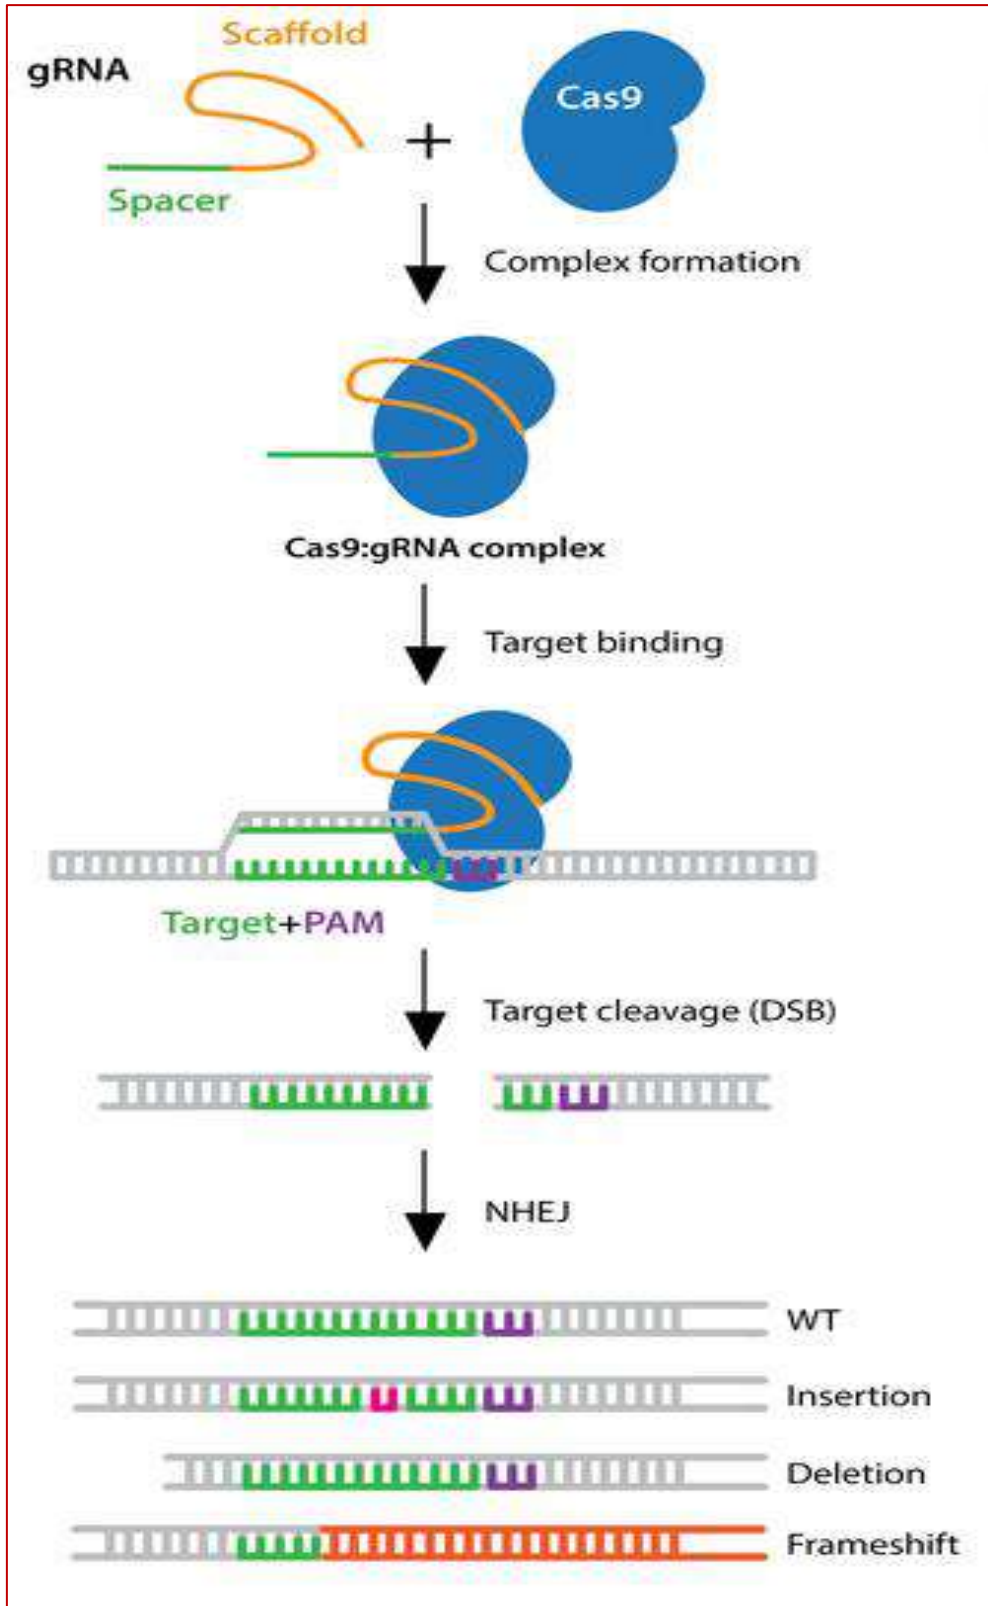 Scaffold
gRNA
Cas9
+
Spacer
Complex formation
Cas9:gRNA complex
Target binding
Target+PAM
Target cleavage (DSB)
NHEJ
WT
Insertion
Deletion
Frameshift